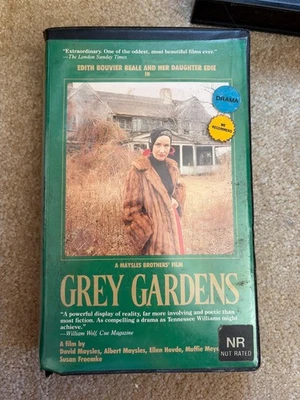 "Extraordinary. One of the oddest, most beautiful films ever."
—The London Sunday Times.
EDITH BOUVIER BEALE AND HER DAUGHTER EDIE
IN
DRAMA
BE
A MAYSLES BROTHERS' FILM
GREY GARDENS
"A powerful display of reality, far more involving and poetic than
most fiction. As compelling a drama as Tennessee Williams might
achieve."
—William Wolf, Cue Magazine
A film by
David Maysles, Albert Maysles, Ellen Hovde, Muffie
Susan Froemke
NR
NOT RATED